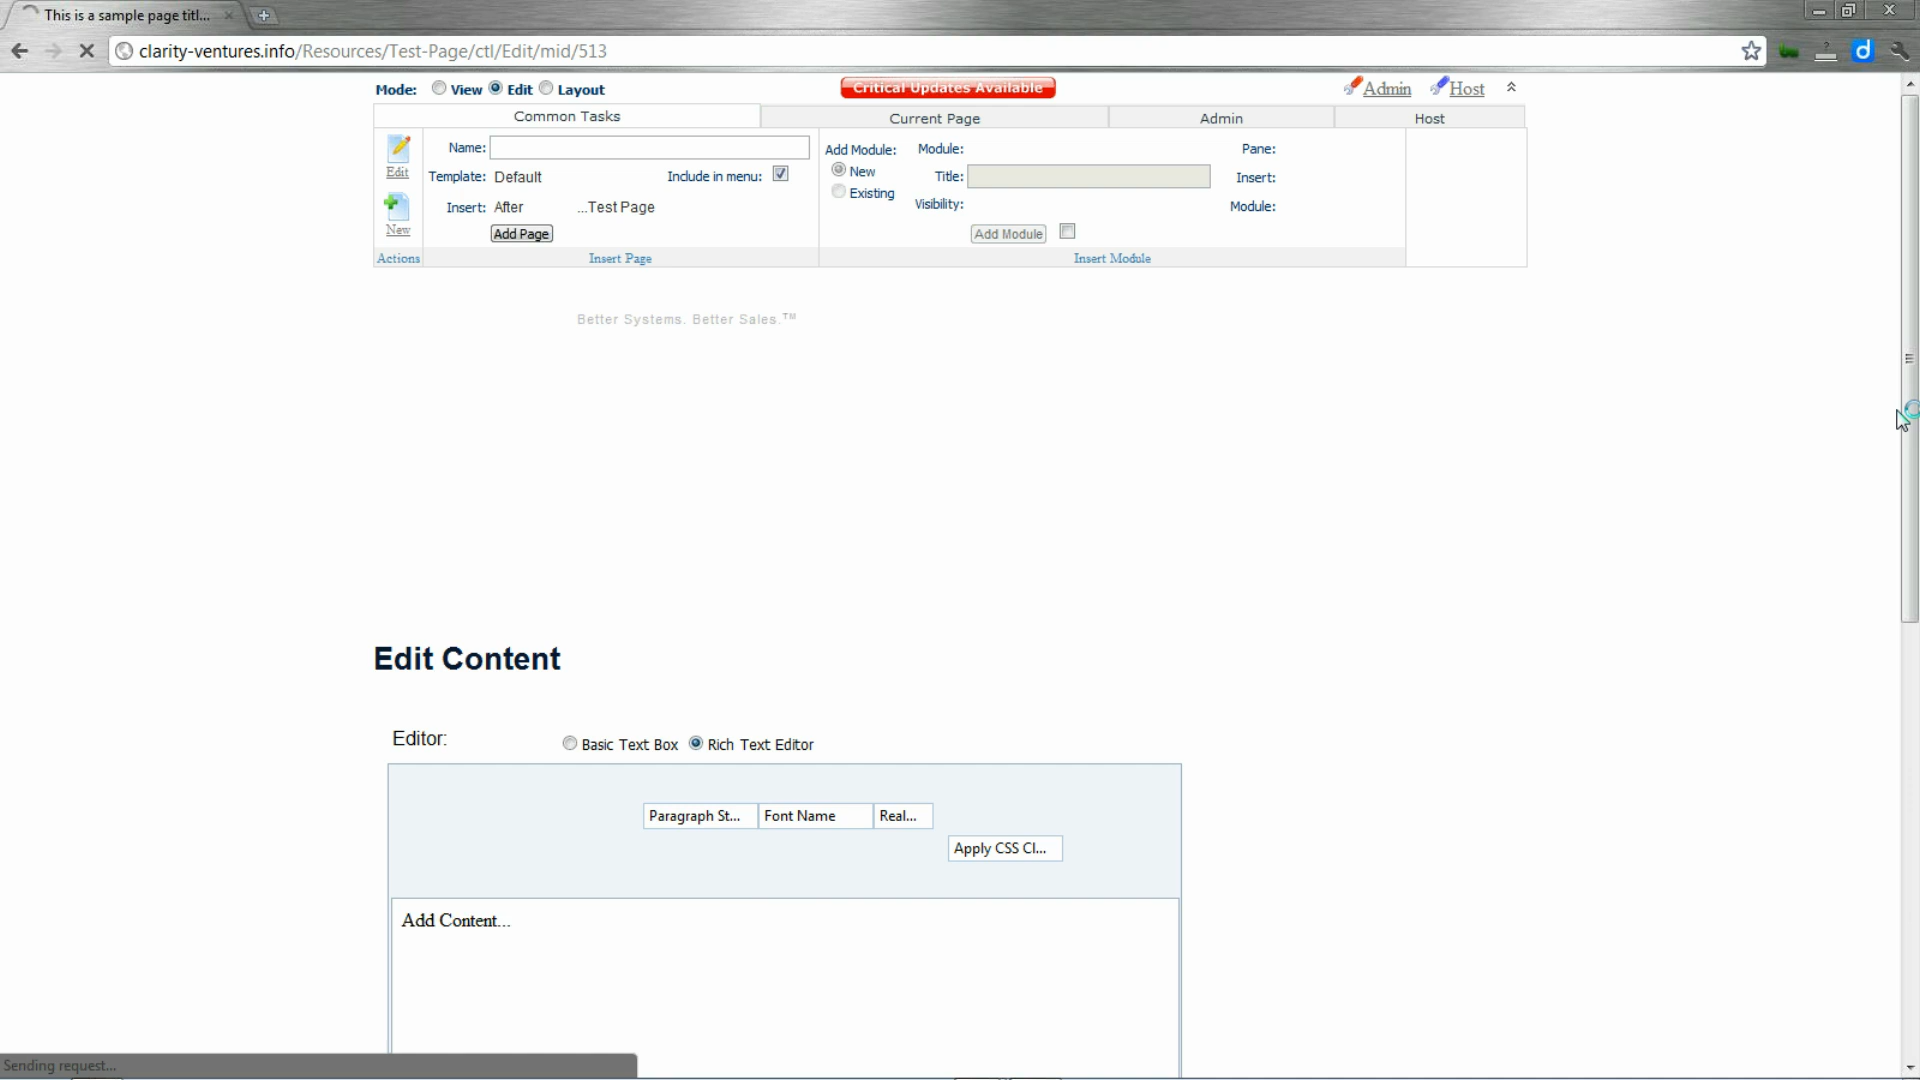 This is a sample page titl...
clarity-ventures.info/Resources/Test-Page/ctl/Edit/mid/513
Mode: View Edit Layout
Critical Updates Available
Admin Host
Common Tasks Current Page Admin Host
Edit
New
Actions
Name:
Template: Default Include in menu:
Insert: After ...Test Page
Add Page
Insert Page
Add Module: Module: Pane:
New Title: Insert:
Existing
Visibility: Module:
Add Module
Insert Module
Better Systems. Better Sales.™
Edit Content
Editor: Basic Text Box Rich Text Editor
Paragraph St... Font Name Real...
Apply CSS Cl...
Add Content...
Sending request...